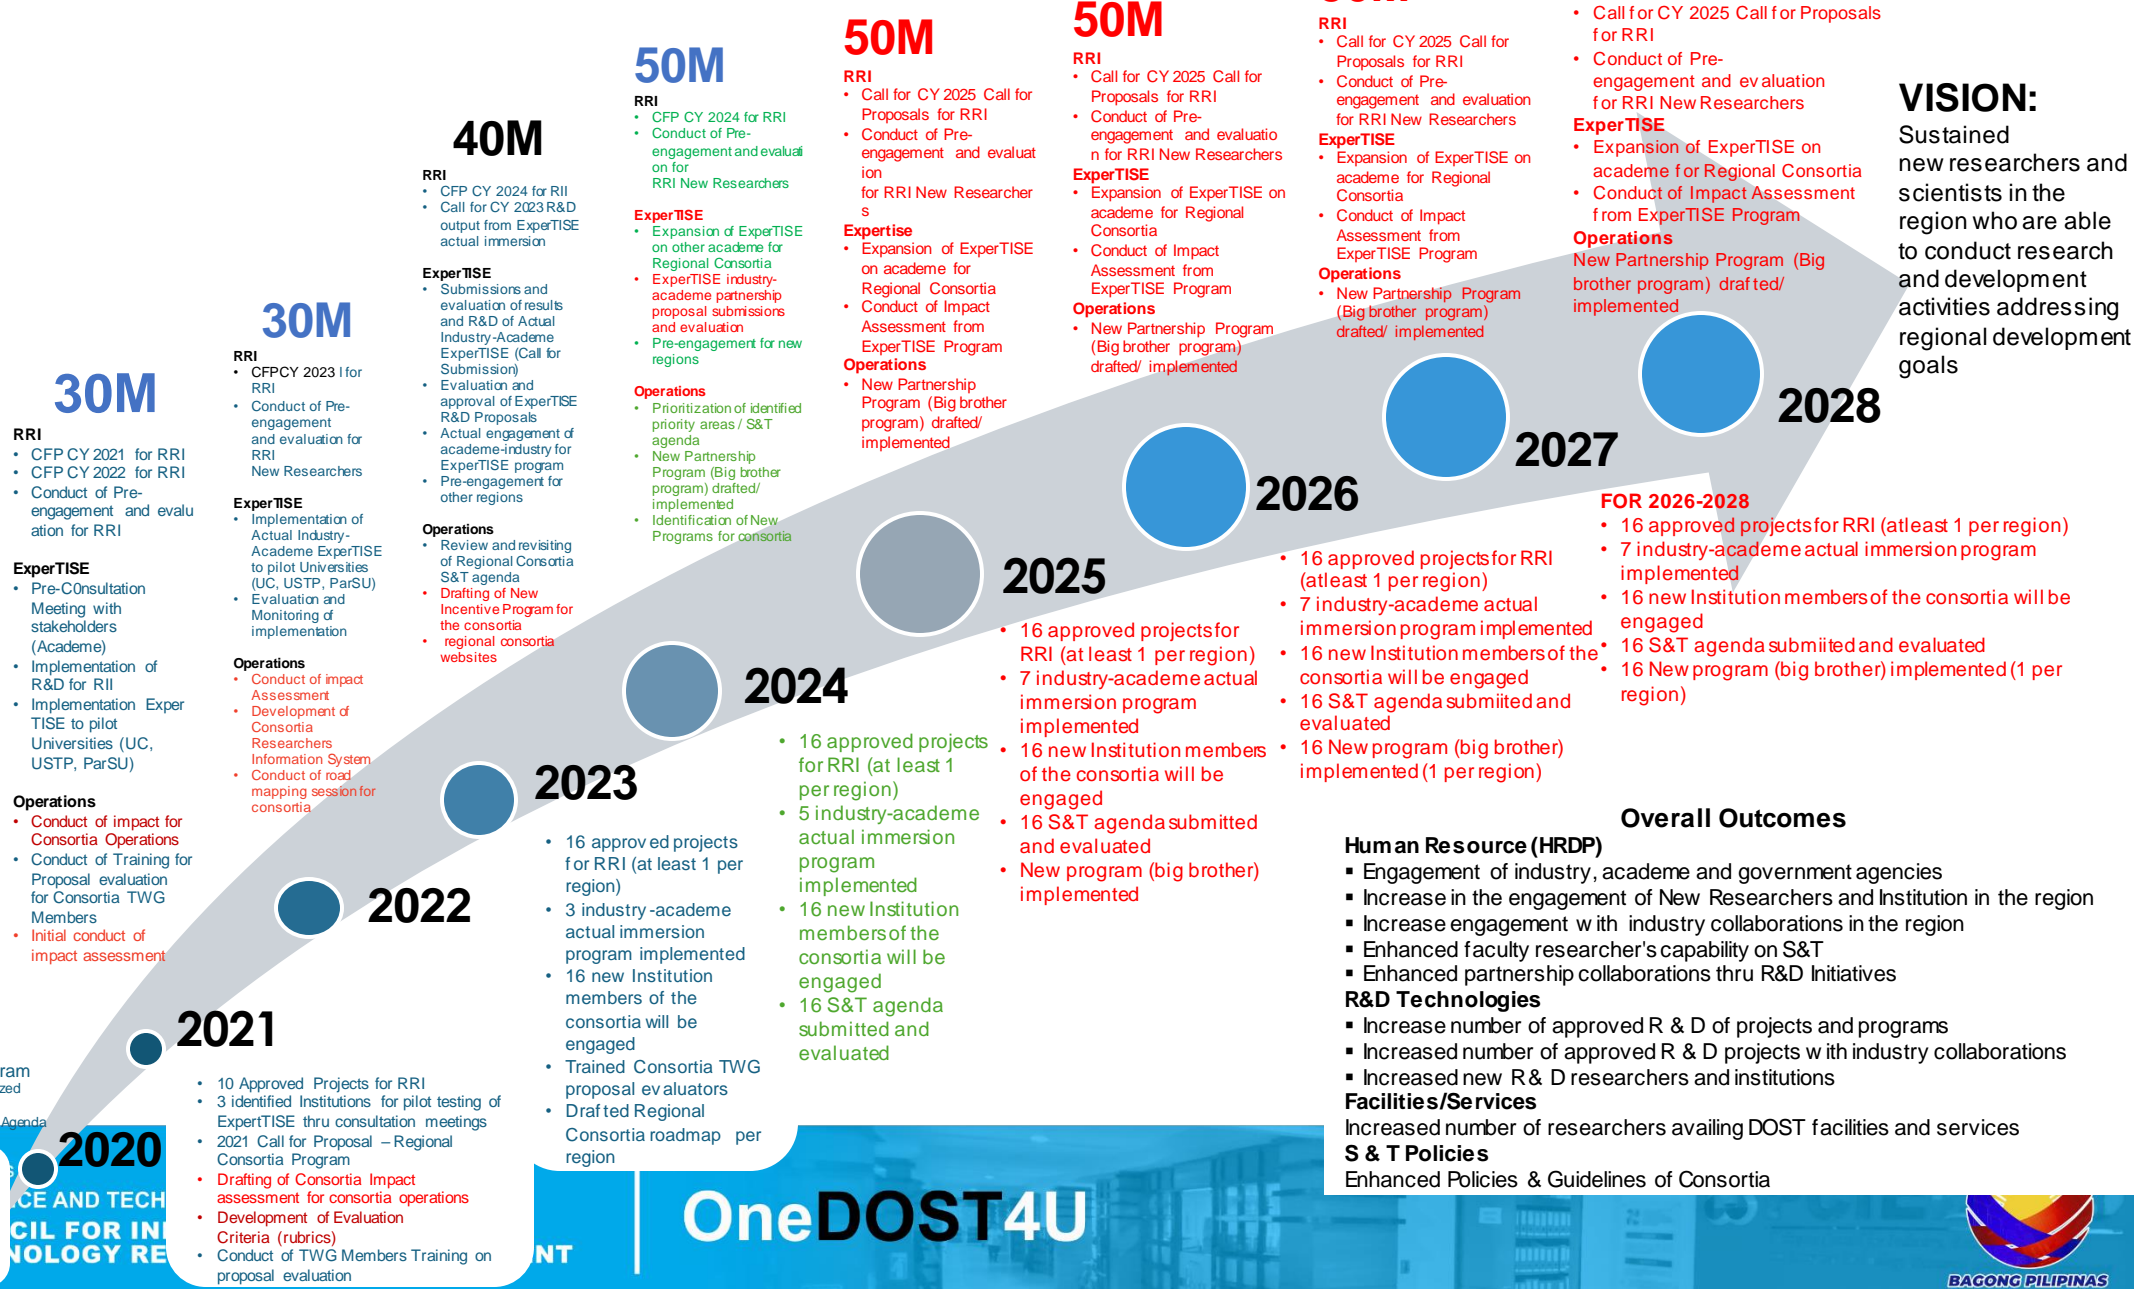 30M
RRI
• CFP CY 2021 for RRI
• CFP CY 2022 for RRI
• Conduct of Pre-
engagement and evalu
ation for RRI
ExperTISE
• Pre-C0nsultation
Meeting with
stakeholders
(Academe)
• Implementation of
R&D for RII
• Implementation Exper
TISE to pilot
Universities (UC,
USTP, ParSU)
Operations
• Conduct of impact for
Consortia Operations
• Conduct of Training for
Proposal evaluation
for Consortia TWG
Members
• Initial conduct of
impact assessment
30M
RRI
• CFPCY 2023 l for
RRI
• Conduct of Pre-
engagement
and evaluation for
RRI
New Researchers
ExperTISE
• Implementation of
Actual Industry-
Academe ExperTISE
to pilot Universities
(UC, USTP, ParSU)
• Evaluation and
Monitoring of
implementation
Operations
• Conduct of impact
Assessment
• Development of
Consortia
Researchers
Information System
• Conduct of road
mapping session for
consortia
40M
RRI
• CFP CY 2024 for RII
• Call for CY 2023 R&D
output from ExperTISE
actual immersion
ExperTISE
• Submissions and
evaluation of results
and R&D of Actual
Industry-Academe
ExperTISE (Call for
Submission)
• Evaluation and
approval of ExperTISE
R&D Proposals
• Actual engagement of
academe-industry for
ExperTISE program
• Pre-engagement for
other regions
Operations
• Review and revisiting
of Regional Consortia
S&T agenda
• Drafting of New
Incentive Program for
the consortia
• regional consortia
websites
50M
RRI
• CFP CY 2024 for RRI
• Conduct of Pre-
engagement and evaluati
on for
RRI New Researchers
ExperTISE
• Expansion of ExperTISE
on other academe for
Regional Consortia
• ExperTISE industry-
academe partnership
proposal submissions
and evaluation
• Pre-engagement for new
regions
Operations
• Prioritization of identified
priority areas / S&T
agenda
• New Partnership
Program (Big brother
program) drafted/
implemented
• Identification of New
Programs for consortia
50M
RRI
• Call for CY 2025 Call for
Proposals for RRI
• Conduct of Pre-
engagement and evaluat
ion
for RRI New Researcher
s
Expertise
• Expansion of ExperTISE
on academe for
Regional Consortia
• Conduct of Impact
Assessment from
ExperTISE Program
Operations
• New Partnership
Program (Big brother
program) drafted/
implemented
50M
RRI
• Call for CY 2025 Call for
Proposals for RRI
• Conduct of Pre-
engagement and evaluatio
n for RRI New Researchers
ExperTISE
• Expansion of ExperTISE on
academe for Regional
Consortia
• Conduct of Impact
Assessment from
ExperTISE Program
Operations
• New Partnership Program
(Big brother program)
drafted/ implemented
RRI
• Call for CY 2025 Call for
Proposals for RRI
• Conduct of Pre-
engagement and evaluation
for RRI New Researchers
ExperTISE
• Expansion of ExperTISE on
academe for Regional
Consortia
• Conduct of Impact
Assessment from
ExperTISE Program
Operations
• New Partnership Program
(Big brother program)
drafted/ implemented
• Call for CY 2025 Call for Proposals
for RRI
• Conduct of Pre-
engagement and evaluation
for RRI New Researchers
ExperTISE
• Expansion of ExperTISE on
academe for Regional Consortia
• Conduct of Impact Assessment
from ExperTISE Program
Operations
New Partnership Program (Big
brother program) drafted/
implemented
VISION:
Sustained
new researchers and
scientists in the
region who are able
to conduct research
and development
activities addressing
regional development
goals
2020
2021
2022
2023
2024
2025
2026
2027
2028
ram
zed
Agenda
• 10 Approved Projects for RRI
• 3 identified Institutions for pilot testing of
ExpertTISE thru consultation meetings
• 2021 Call for Proposal – Regional
Consortia Program
• Drafting of Consortia Impact
assessment for consortia operations
• Development of Evaluation
Criteria (rubrics)
• Conduct of TWG Members Training on
proposal evaluation
• 16 approved projects
for RRI (at least 1 per
region)
• 3 industry-academe
actual immersion
program implemented
• 16 new Institution
members of the
consortia will be
engaged
• Trained Consortia TWG
proposal evaluators
• Drafted Regional
Consortia roadmap per
region
• 16 approved projects
for RRI (at least 1
per region)
• 5 industry-academe
actual immersion
program
implemented
• 16 new Institution
members of the
consortia will be
engaged
• 16 S&T agenda
submitted and
evaluated
• 16 approved projects for
RRI (at least 1 per region)
• 7 industry-academe actual
immersion program
implemented
• 16 new Institution members
of the consortia will be
engaged
• 16 S&T agenda submitted
and evaluated
• New program (big brother)
implemented
• 16 approved projects for RRI
(atleast 1 per region)
• 7 industry-academe actual
immersion program implemented
• 16 new Institution members of the
consortia will be engaged
• 16 S&T agenda submiited and
evaluated
• 16 New program (big brother)
implemented (1 per region)
FOR 2026-2028
• 16 approved projects for RRI (atleast 1 per region)
• 7 industry-academe actual immersion program
implemented
• 16 new Institution members of the consortia will be
engaged
• 16 S&T agenda submiited and evaluated
• 16 New program (big brother) implemented (1 per
region)
Overall Outcomes
Human Resource (HRDP)
▪ Engagement of industry, academe and government agencies
▪ Increase in the engagement of New Researchers and Institution in the region
▪ Increase engagement with industry collaborations in the region
▪ Enhanced faculty researcher's capability on S&T
▪ Enhanced partnership collaborations thru R&D Initiatives
R&D Technologies
▪ Increase number of approved R & D of projects and programs
▪ Increased number of approved R & D projects with industry collaborations
▪ Increased new R & D researchers and institutions
Facilities/Services
Increased number of researchers availing DOST facilities and services
S & T Policies
Enhanced Policies & Guidelines of Consortia
CE AND TECH
CIL FOR IN
NOLOGY RE
NT
OneDOST4U
BAGONG PILIPINAS